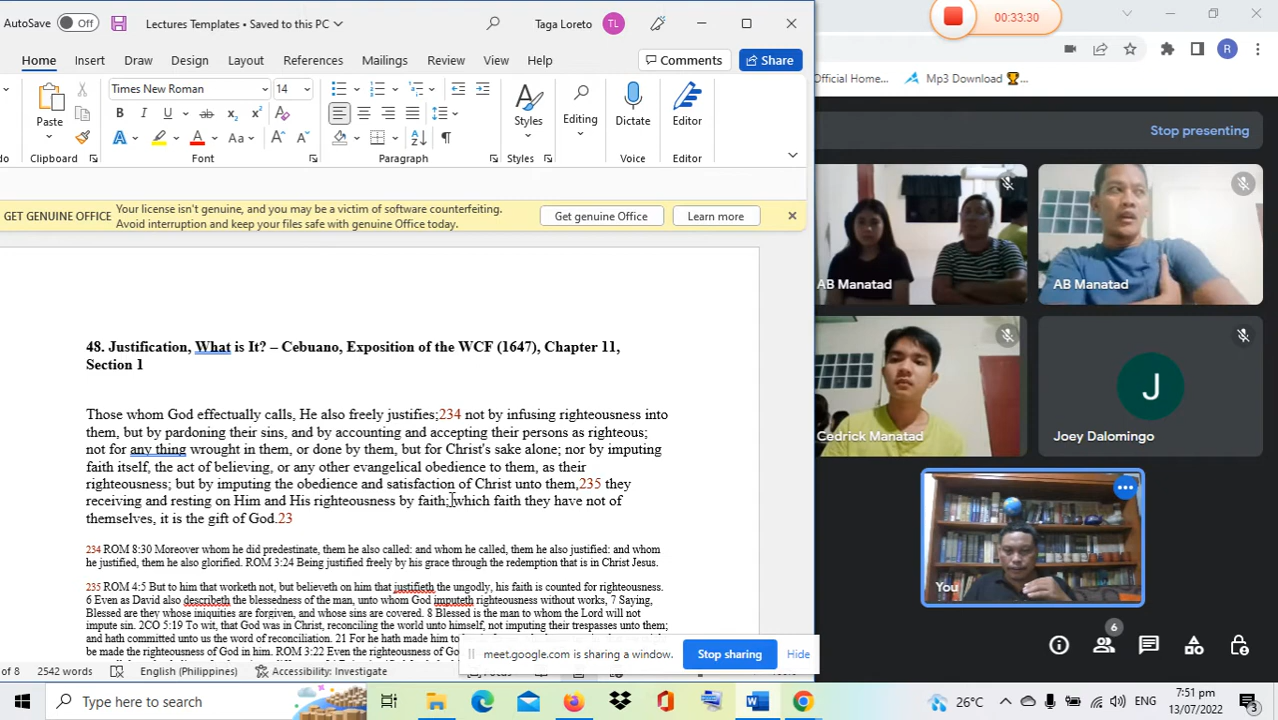 AutoSave Off Lectures Templates • Saved to this PC Taga Loreto TL
00:33:30
Home Insert Draw Design Layout References Mailings Review View Help Comments Share
R
Official Home... Mp3 Download
Times New Roman 14
Paste
B I U ab x₂ x²
A A Aa A A
Styles Editing Dictate Editor
Clipboard Font Paragraph Styles Voice Editor
Stop presenting
GET GENUINE OFFICE Your license isn't genuine, and you may be a victim of software counterfeiting.
Avoid interruption and keep your files safe with genuine Office today.
Get genuine Office Learn more
AB Manatad
AB Manatad
48. Justification, What is It? – Cebuano, Exposition of the WCF (1647), Chapter 11,
Section 1
Those whom God effectually calls, He also freely justifies;234 not by infusing righteousness into
them, but by pardoning their sins, and by accounting and accepting their persons as righteous;
not for any thing wrought in them, or done by them, but for Christ's sake alone; nor by imputing
faith itself, the act of believing, or any other evangelical obedience to them, as their
righteousness; but by imputing the obedience and satisfaction of Christ unto them,235 they
receiving and resting on Him and His righteousness by faith; which faith they have not of
themselves, it is the gift of God.23
234 ROM 8:30 Moreover whom he did predestinate, them he also called: and whom he called, them he also justified: and whom
he justified, them he also glorified. ROM 3:24 Being justified freely by his grace through the redemption that is in Christ Jesus.
235 ROM 4:5 But to him that worketh not, but believeth on him that justifieth the ungodly, his faith is counted for righteousness.
6 Even as David also describeth the blessedness of the man, unto whom God imputeth righteousness without works, 7 Saying,
Blessed are they whose iniquities are forgiven, and whose sins are covered. 8 Blessed is the man to whom the Lord will not
impute sin. 2CO 5:19 To wit, that God was in Christ, reconciling the world unto himself, not imputing their trespasses unto them;
and hath committed unto us the word of reconciliation. 21 For he hath made him to
be made the righteousness of God in him. ROM 3:22 Even the righteousness of G
Cedrick Manatad
J
Joey Dalomingo
You
6
meet.google.com is sharing a window. Stop sharing Hide
of 8 2542 words English (Philippines) Accessibility: Investigate
Type here to search
26°C ENG 7:51 pm
13/07/2022 3